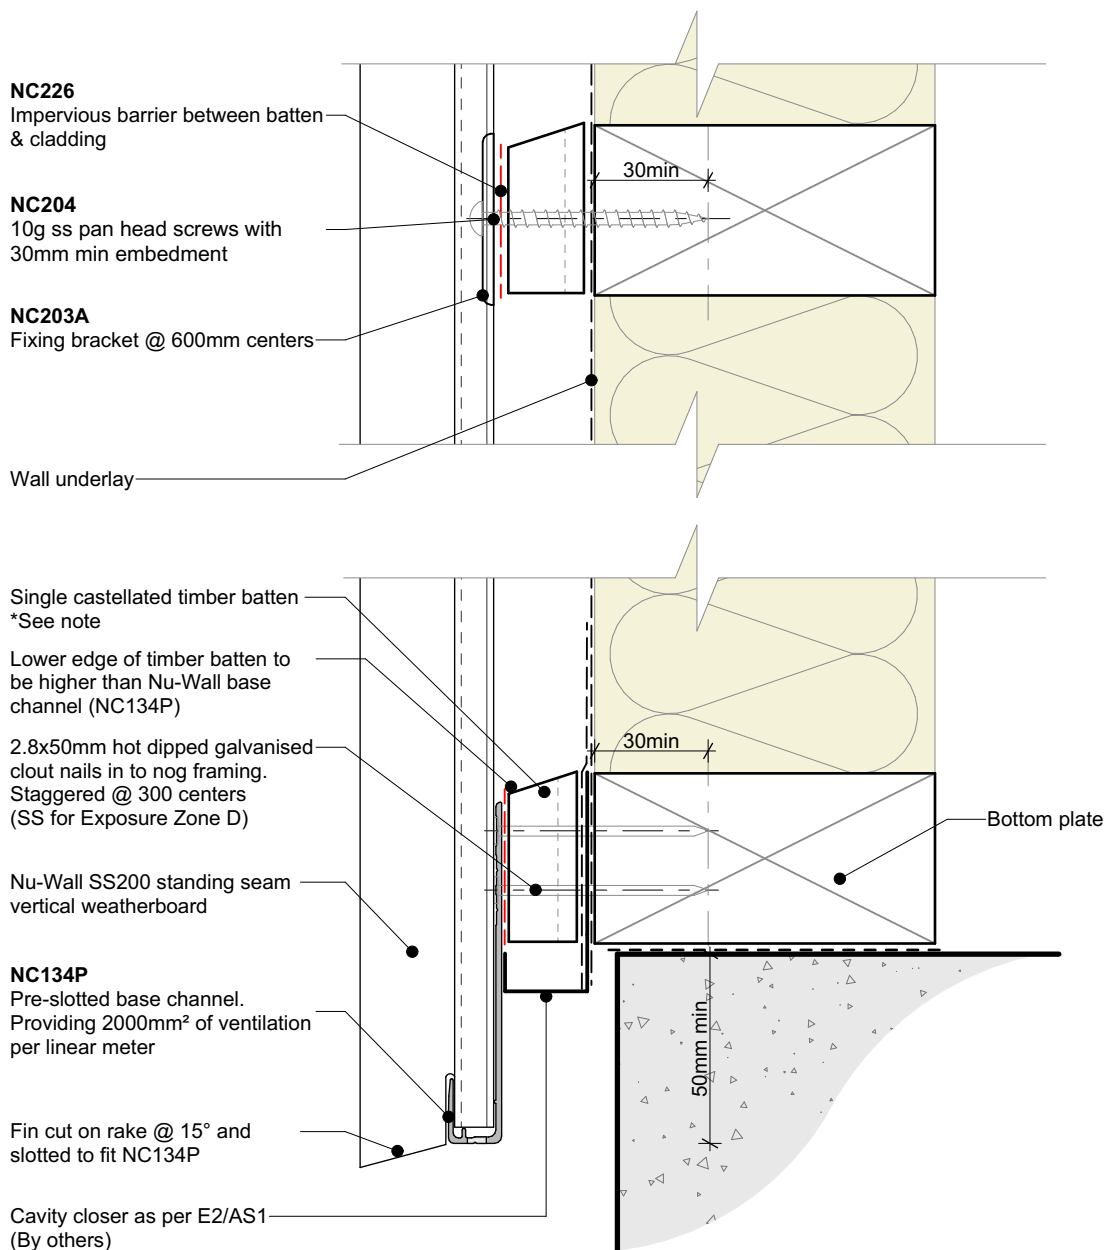 NC226
Impervious barrier between batten
& cladding
30min
NC204
10g ss pan head screws with
30mm min embedment
NC203A
Fixing bracket @ 600mm centers
Wall underlay
Single castellated timber batten
*See note
Lower edge of timber batten to
be higher than Nu-Wall base
channel (NC134P)
30min
2.8x50mm hot dipped galvanised
clout nails in to nog framing.
Staggered @ 300 centers
(SS for Exposure Zone D)
Bottom plate
Nu-Wall SS200 standing seam
vertical weatherboard
NC134P
Pre-slotted base channel.
Providing 2000mm² of ventilation
per linear meter
50mm min
Fin cut on rake @ 15° and
slotted to fit NC134P
Cavity closer as per E2/AS1
(By others)